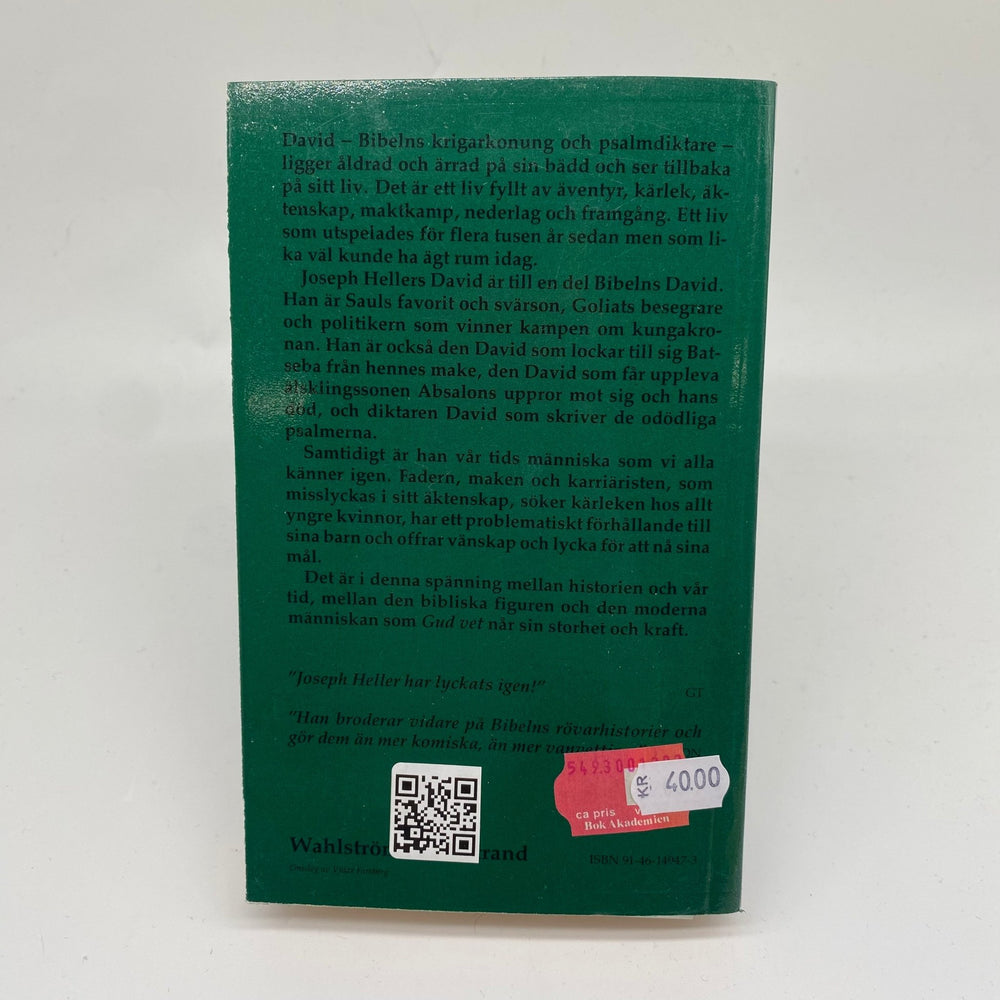 David – Bibelns krigarkonung och psalmdiktare –
ligger åldrad och ärrad på sin bädd och ser tillbaka
på sitt liv. Det är ett liv fyllt av äventyr, kärlek, äk-
tenskap, maktkamp, nederlag och framgång. Ett liv
som utspelades för flera tusen år sedan men som li-
ka väl kunde ha ägt rum idag.
Joseph Hellers David är till en del Bibelns David.
Han är Sauls favorit och svärson, Goliats besegrare
och politikern som vinner kampen om kungakro-
nan. Han är också den David som lockar till sig Bat-
seba från hennes make, den David som får uppleva
älsklingssonen Absalons uppror mot sig och hans
död, och diktaren David som skriver de odödliga
psalmerna.
Samtidigt är han vår tids människa som vi alla
känner igen. Fadern, maken och karriäristen, som
misslyckas i sitt äktenskap, söker kärleken hos allt
yngre kvinnor, har ett problematiskt förhållande till
sina barn och offrar vänskap och lycka för att nå sina
mål.
Det är i denna spänning mellan historien och vår
tid, mellan den bibliska figuren och den moderna
människan som Gud vet når sin storhet och kraft.
"Joseph Heller har lyckats igen!"
GT
"Han broderar vidare på Bibelns rövarhistorier och
gör dem än mer komiska, än mer
KR 40.00
ca pris
BokAkademien
ISBN 91-46-14947-3
Omslag av